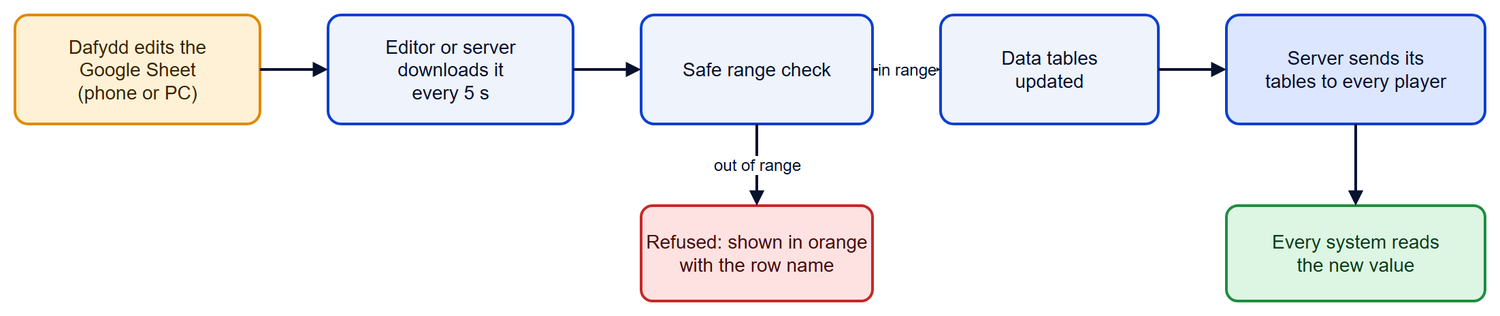 Dafydd edits the
Google Sheet
(phone or PC)
Editor or server
downloads it
every 5 s
Safe range check
in range
Data tables
updated
Server sends its
tables to every player
out of range
Refused: shown in orange
with the row name
Every system reads
the new value